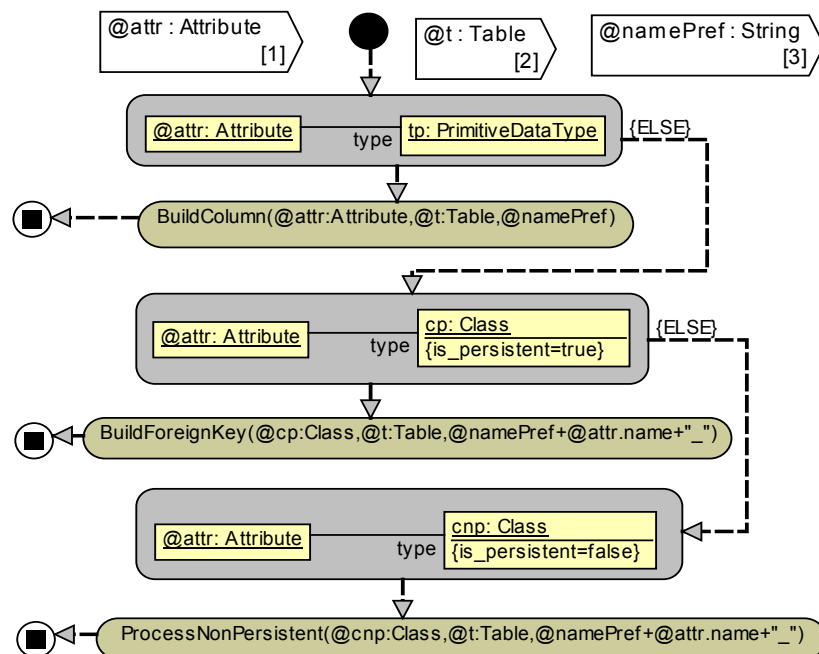 @attr : Attribute
[1]
@t : Table
[2]
@namePref : String
[3]
@attr: Attribute
type
tp: PrimitiveDataType
{ELSE}
BuildColumn(@attr:Attribute,@t:Table,@namePref)
@attr: Attribute
type
cp: Class
{is_persistent=true}
{ELSE}
BuildForeignKey(@cp:Class,@t:Table,@namePref+@attr.name+"_")
@attr: Attribute
type
cnp: Class
{is_persistent=false}
ProcessNonPersistent(@cnp:Class,@t:Table,@namePref+@attr.name+"_")